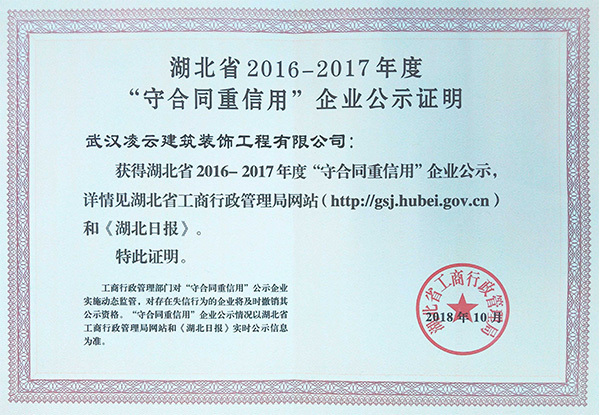 湖北省2016-2017年度
“守合同重信用”企业公示证明
武汉凌云建筑装饰工程有限公司：
获得湖北省2016-2017年度“守合同重信用”企业公示，
详情见湖北省工商行政管理局网站（http://gsj.hubei.gov.cn）
和《湖北日报》。
特此证明。
工商行政管理部门对“守合同重信用”公示企业
实施动态监管，对存在失信行为的企业将及时撤销其
公示资格。“守合同重信用”企业公示情况以湖北省
工商行政管理局网站和《湖北日报》实时公示信息
为准。
湖北省工商行政管理局
2018年10月